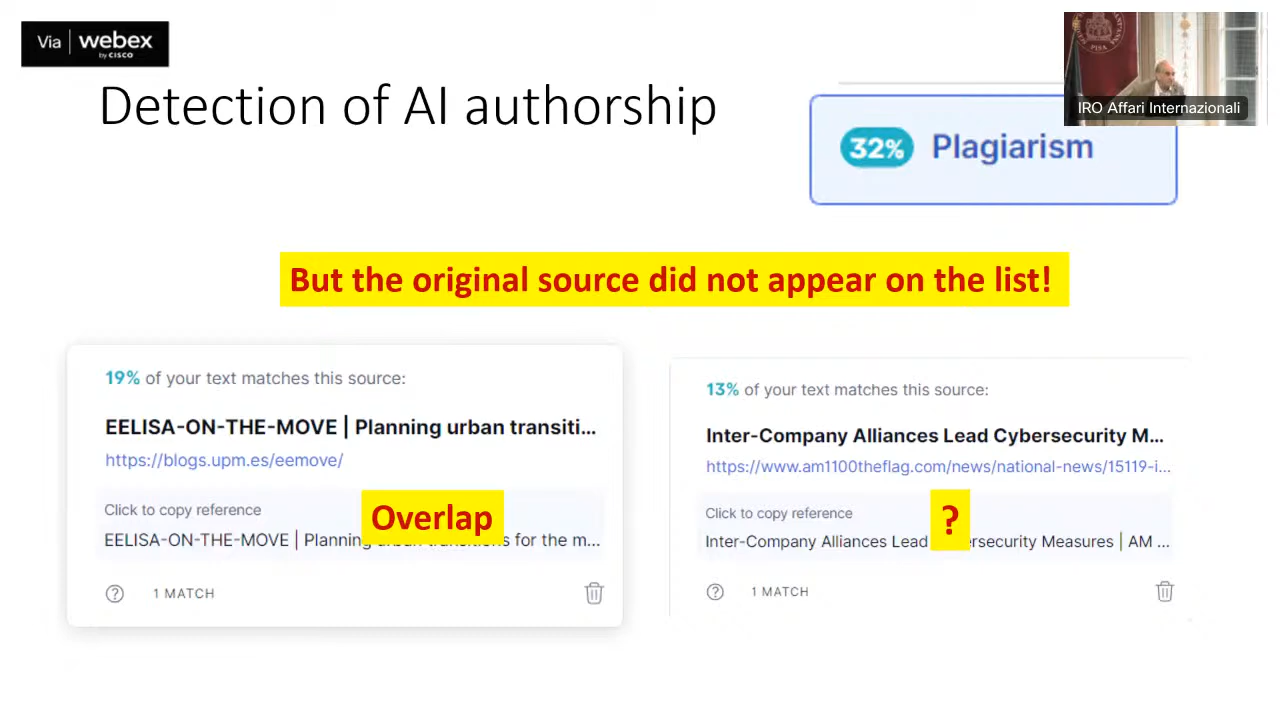 Via | webex
by CISCO
PISA
IRO Affari Internazionali
Detection of AI authorship
32% Plagiarism
But the original source did not appear on the list!
19% of your text matches this source:
EELISA-ON-THE-MOVE | Planning urban transiti...
https://blogs.upm.es/eemove/
Click to copy reference
Overlap
EELISA-ON-THE-MOVE | Planning urban transitions for the m...
1 MATCH
13% of your text matches this source:
Inter-Company Alliances Lead Cybersecurity M...
https://www.am1100theflag.com/news/national-news/15119-i...
Click to copy reference
?
Inter-Company Alliances Lead Cybersecurity Measures | AM ...
1 MATCH